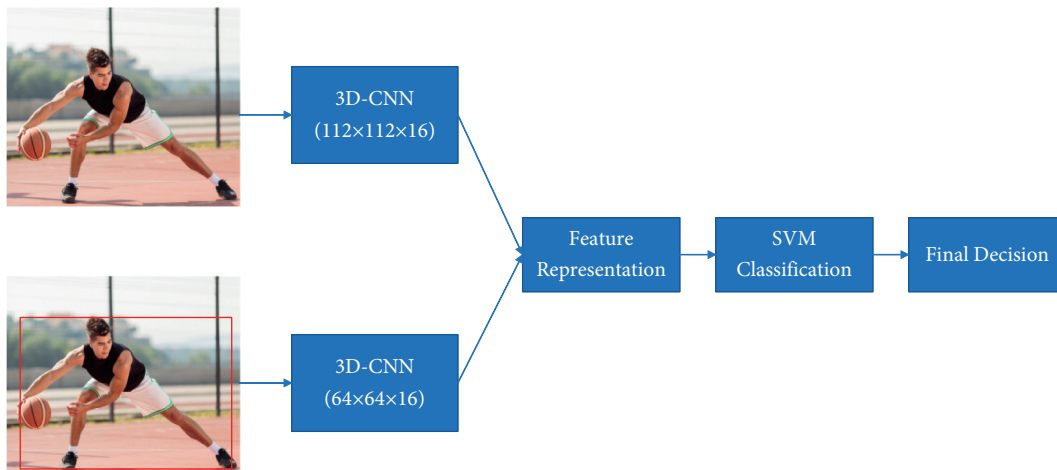 3D-CNN
(112×112×16)
Feature
Representation
SVM
Classification
Final Decision
3D-CNN
(64×64×16)